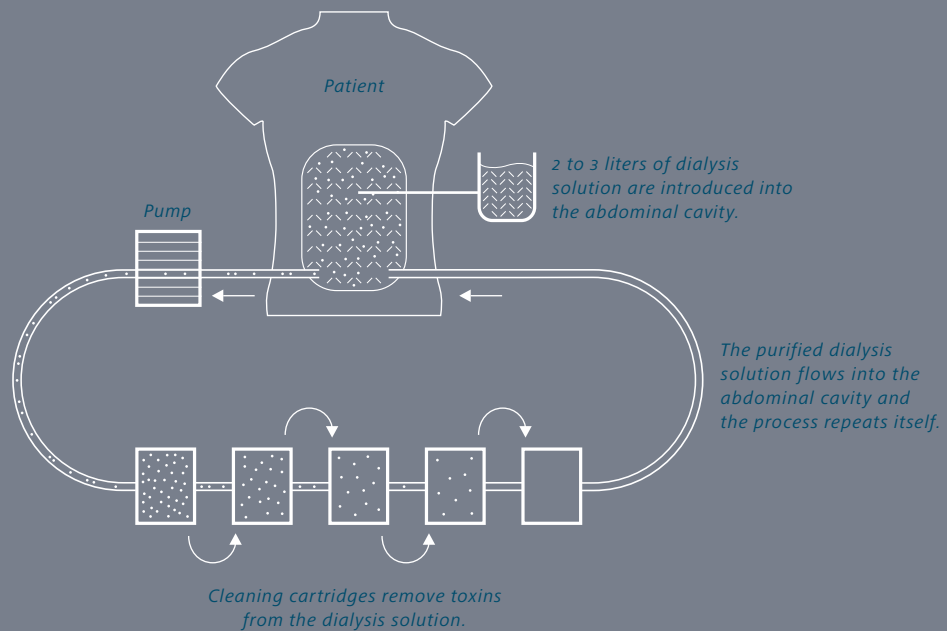 Patient
2 to 3 liters of dialysis
solution are introduced into
the abdominal cavity.
Pump
The purified dialysis
solution flows into the
abdominal cavity and
the process repeats itself.
Cleaning cartridges remove toxins
from the dialysis solution.